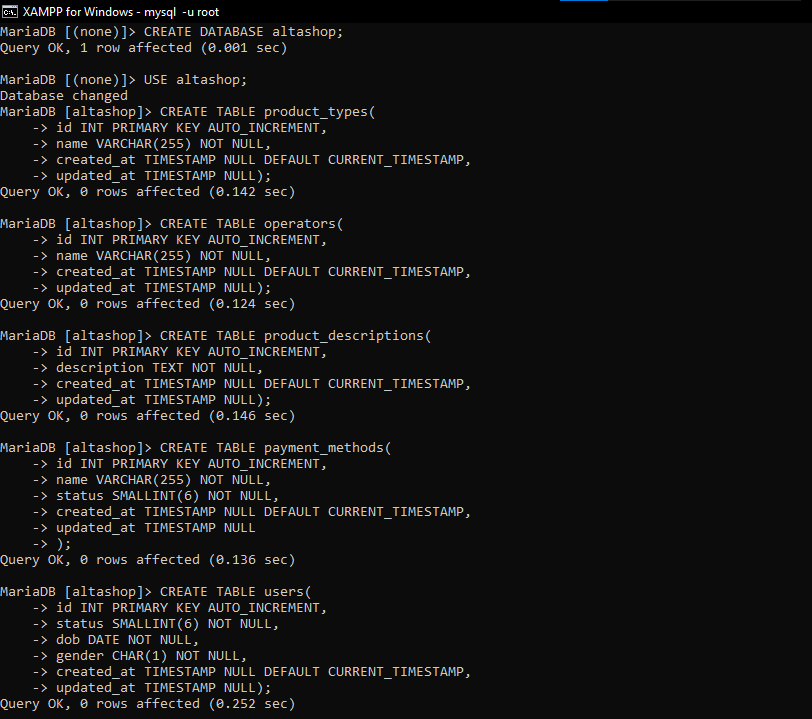 XAMPP for Windows - mysql  -u root
MariaDB [(none)]> CREATE DATABASE altashop;
Query OK, 1 row affected (0.001 sec)

MariaDB [(none)]> USE altashop;
Database changed
MariaDB [altashop]> CREATE TABLE product_types(
    -> id INT PRIMARY KEY AUTO_INCREMENT,
    -> name VARCHAR(255) NOT NULL,
    -> created_at TIMESTAMP NULL DEFAULT CURRENT_TIMESTAMP,
    -> updated_at TIMESTAMP NULL);
Query OK, 0 rows affected (0.142 sec)

MariaDB [altashop]> CREATE TABLE operators(
    -> id INT PRIMARY KEY AUTO_INCREMENT,
    -> name VARCHAR(255) NOT NULL,
    -> created_at TIMESTAMP NULL DEFAULT CURRENT_TIMESTAMP,
    -> updated_at TIMESTAMP NULL);
Query OK, 0 rows affected (0.124 sec)

MariaDB [altashop]> CREATE TABLE product_descriptions(
    -> id INT PRIMARY KEY AUTO_INCREMENT,
    -> description TEXT NOT NULL,
    -> created_at TIMESTAMP NULL DEFAULT CURRENT_TIMESTAMP,
    -> updated_at TIMESTAMP NULL);
Query OK, 0 rows affected (0.146 sec)

MariaDB [altashop]> CREATE TABLE payment_methods(
    -> id INT PRIMARY KEY AUTO_INCREMENT,
    -> name VARCHAR(255) NOT NULL,
    -> status SMALLINT(6) NOT NULL,
    -> created_at TIMESTAMP NULL DEFAULT CURRENT_TIMESTAMP,
    -> updated_at TIMESTAMP NULL
    -> );
Query OK, 0 rows affected (0.136 sec)

MariaDB [altashop]> CREATE TABLE users(
    -> id INT PRIMARY KEY AUTO_INCREMENT,
    -> status SMALLINT(6) NOT NULL,
    -> dob DATE NOT NULL,
    -> gender CHAR(1) NOT NULL,
    -> created_at TIMESTAMP NULL DEFAULT CURRENT_TIMESTAMP,
    -> updated_at TIMESTAMP NULL);
Query OK, 0 rows affected (0.252 sec)